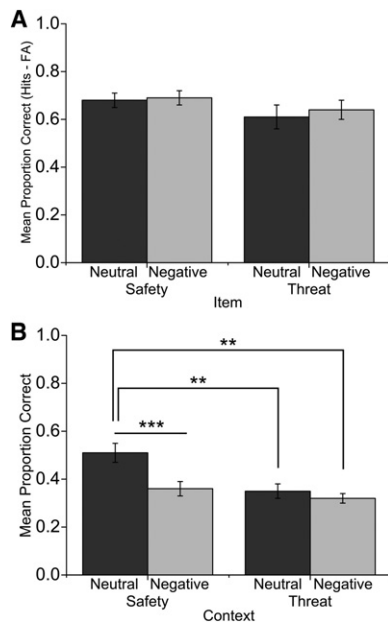 A
Mean Proportion Correct (Hits - FA)
1.0
0.8
0.6
0.4
0.2
0.0
Neutral Negative Neutral Negative
Safety Threat
Item
B
Mean Proportion Correct
1.0
0.8
0.6
0.4
0.2
0.0
**
**
***
Neutral Negative Neutral Negative
Safety Threat
Context